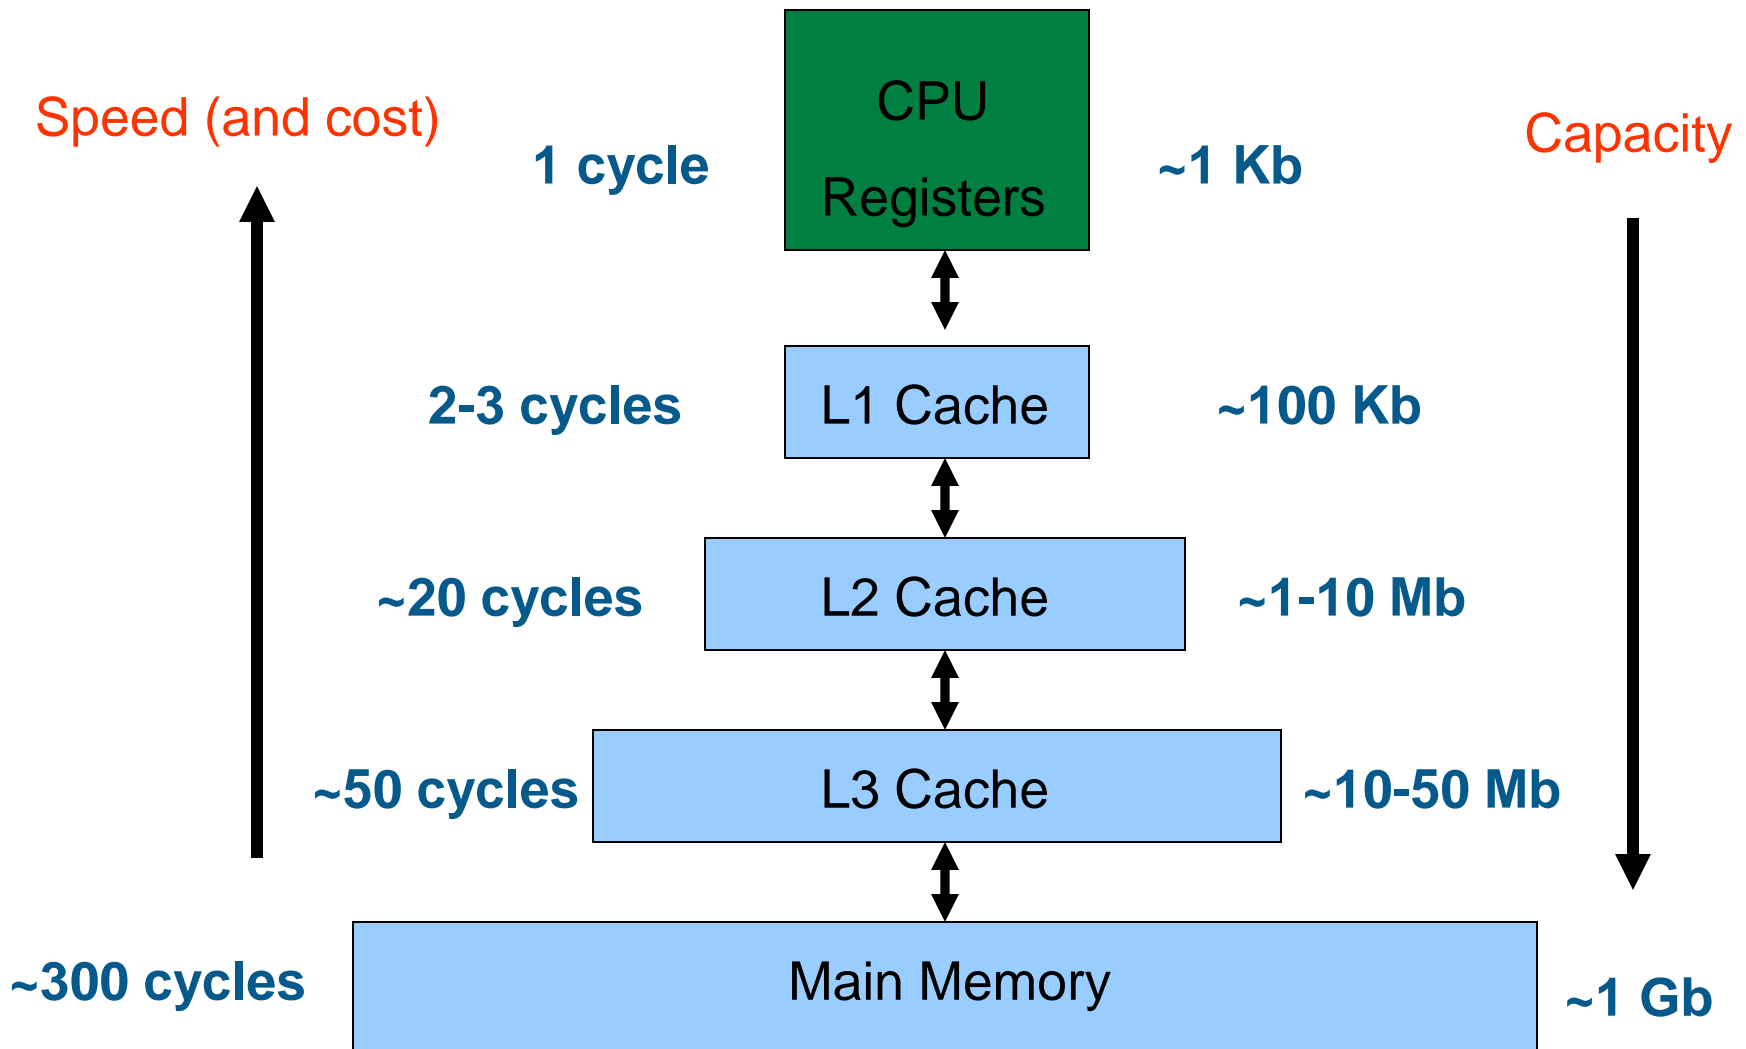 Speed (and cost)
1 cycle
CPU
Registers
~1 Kb
Capacity
2-3 cycles
L1 Cache
~100 Kb
~20 cycles
L2 Cache
~1-10 Mb
~50 cycles
L3 Cache
~10-50 Mb
~300 cycles
Main Memory
~1 Gb